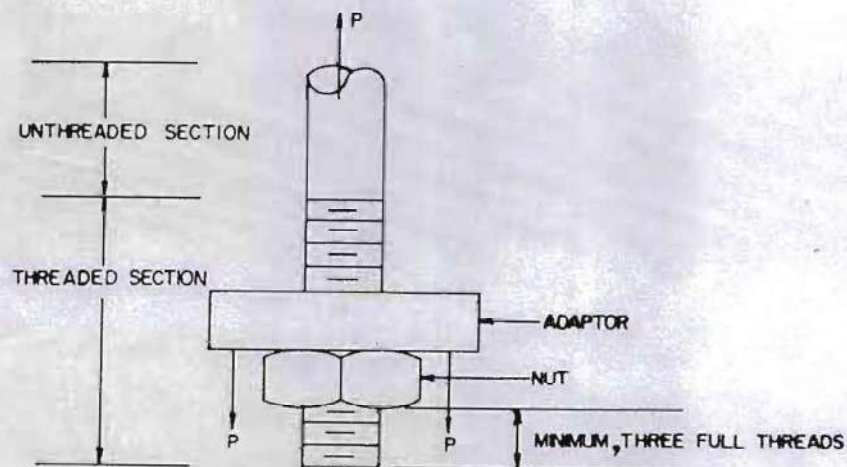 P
UNTHREADED SECTION
THREADED SECTION
ADAPTOR
NUT
P
P
MINIMUM, THREE FULL THREADS